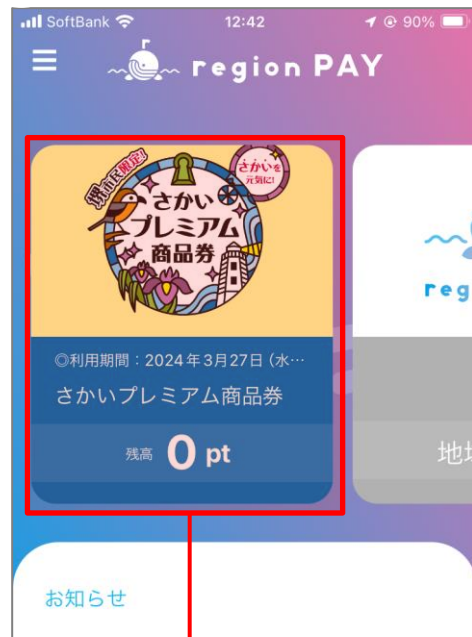 SoftBank 12:42 90%
region PAY
堺市民限定!
さかいを
元気に!
さかい
プレミアム
商品券
◎利用期間：2024年3月27日（水…
さかいプレミアム商品券
残高 0 pt
reg
地
お知らせ